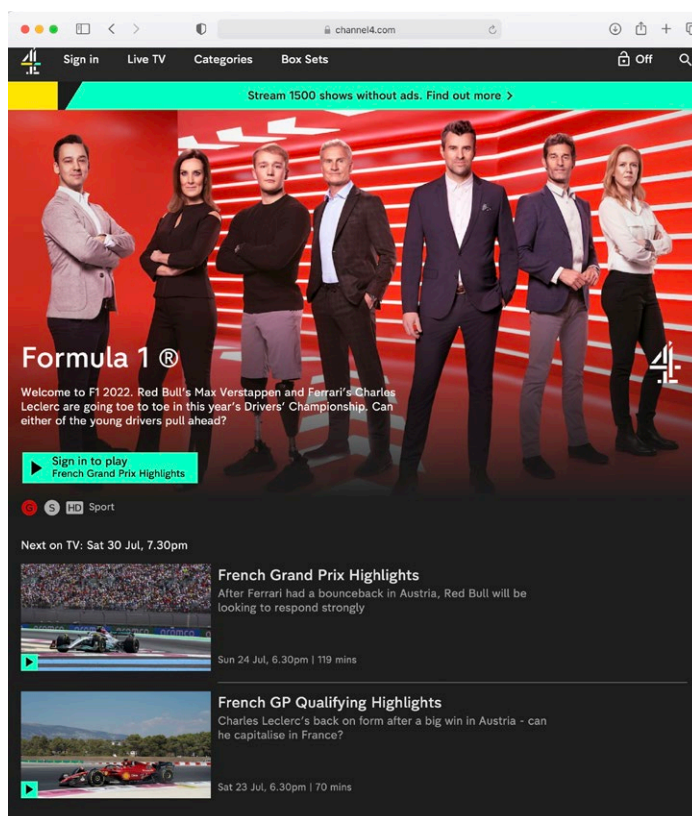 channel4.com
Sign in Live TV Categories Box Sets Off
Stream 1500 shows without ads. Find out more >
Formula 1 ®
Welcome to F1 2022. Red Bull's Max Verstappen and Ferrari's Charles
Leclerc are going toe to toe in this year's Drivers' Championship. Can
either of the young drivers pull ahead?
Sign in to play
French Grand Prix Highlights
G S HD Sport
Next on TV: Sat 30 Jul, 7.30pm
French Grand Prix Highlights
After Ferrari had a bounceback in Austria, Red Bull will be
looking to respond strongly
aramco
Sun 24 Jul, 6.30pm | 119 mins
French GP Qualifying Highlights
Charles Leclerc's back on form after a big win in Austria - can
he capitalise in France?
Sat 23 Jul, 6.30pm | 70 mins